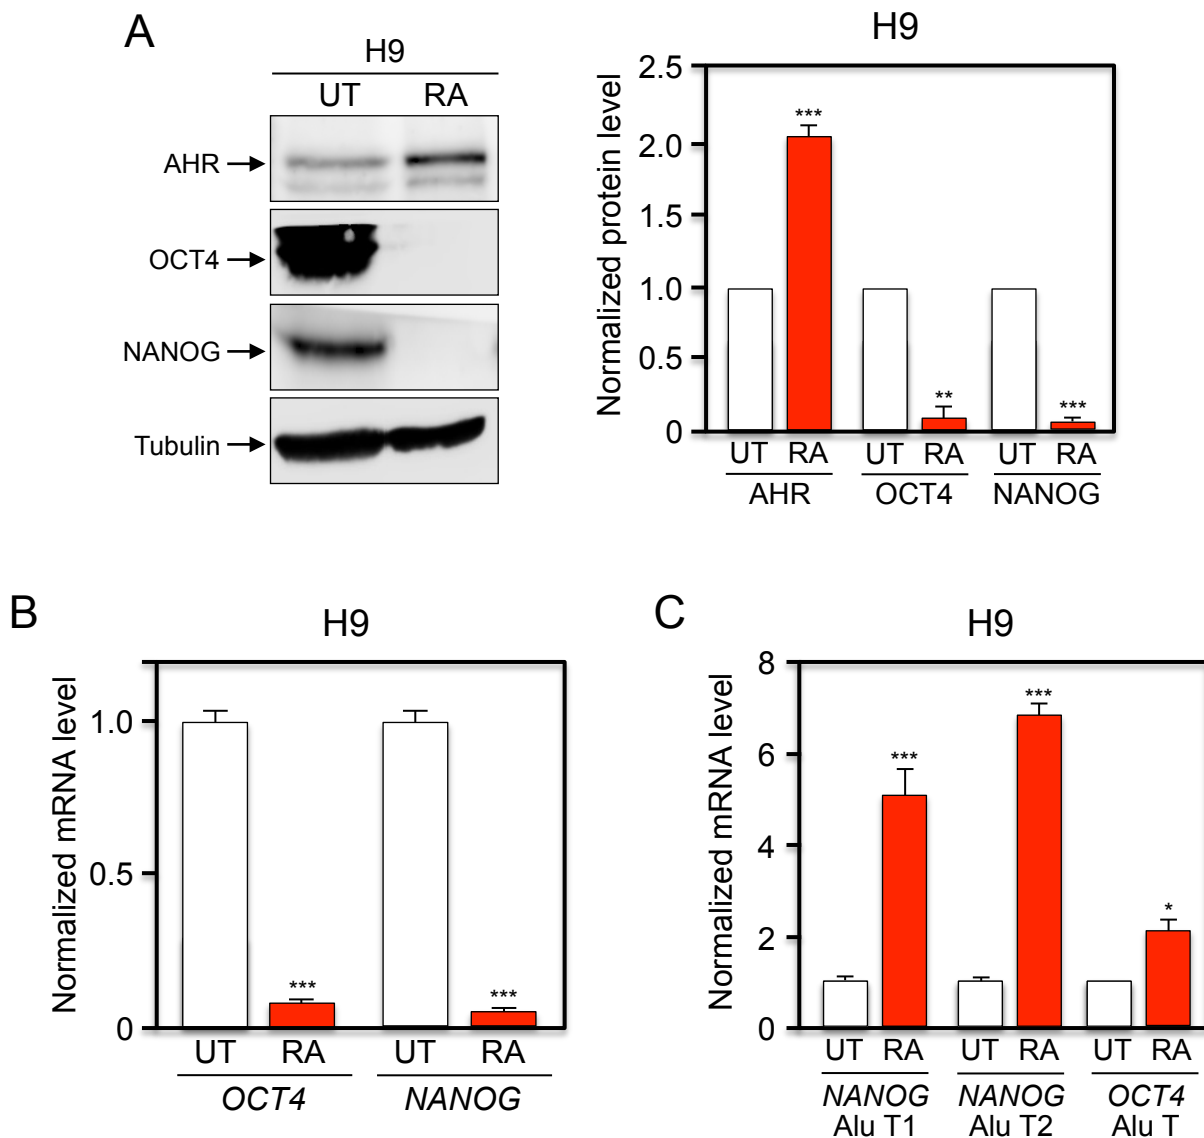 A
H9
UT RA
AHR
OCT4
NANOG
Tubulin
H9
Normalized protein level
2.5
2.0
1.5
1.0
0.5
0
***
**
***
UT RA UT RA UT RA
AHR OCT4 NANOG
B
H9
Normalized mRNA level
1.0
0.5
0
***
***
UT RA UT RA
OCT4 NANOG
C
H9
Normalized mRNA level
8
6
4
2
0
***
***
*
UT RA UT RA UT RA
NANOG NANOG OCT4
Alu T1 Alu T2 Alu T